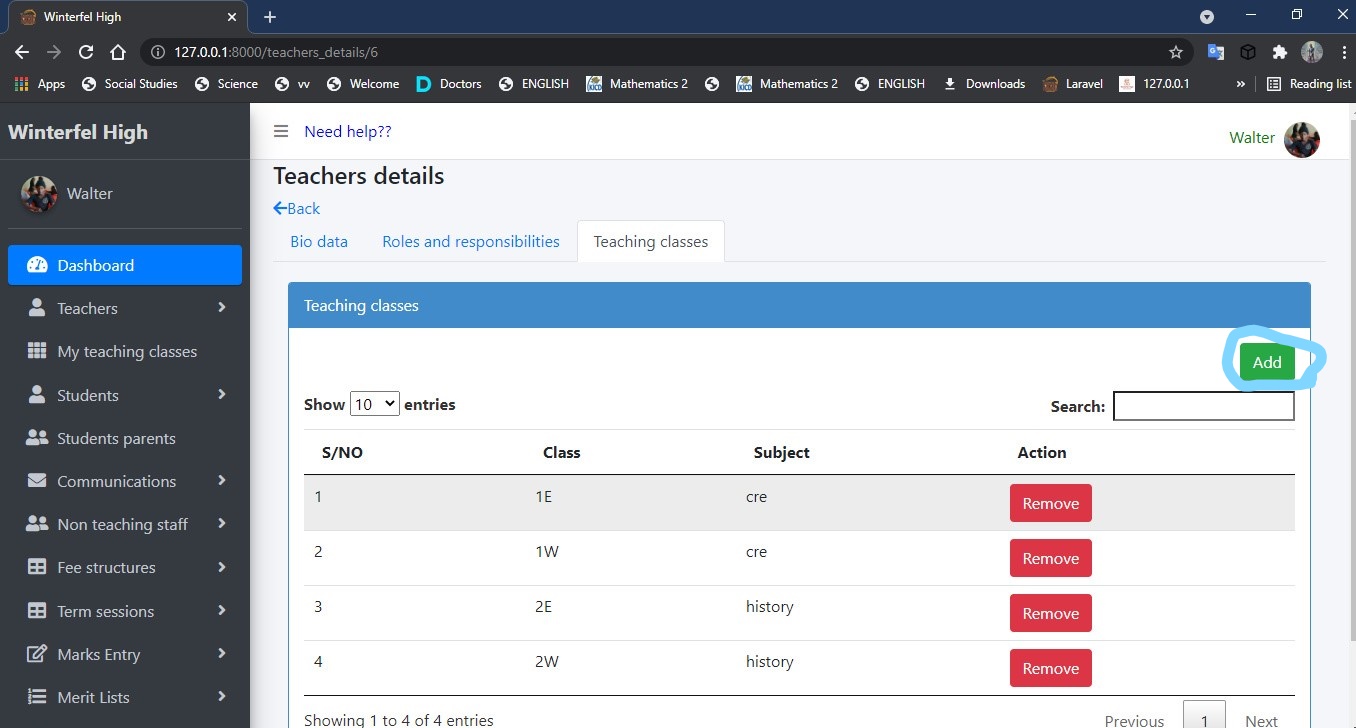 Winterfel High
127.0.0.1:8000/teachers_details/6
Apps Social Studies Science vv Welcome D Doctors ENGLISH KICD Mathematics 2 KICD Mathematics 2 ENGLISH Downloads Laravel 127.0.0.1 » Reading list
Winterfel High
Need help??
Walter
Walter
Dashboard
Teachers
My teaching classes
Students
Students parents
Communications
Non teaching staff
Fee structures
Term sessions
Marks Entry
Merit Lists
Teachers details
Back
Bio data Roles and responsibilities Teaching classes
Teaching classes
Add
Show 10 entries Search:
S/NO Class Subject Action
1 1E cre Remove
2 1W cre Remove
3 2E history Remove
4 2W history Remove
Showing 1 to 4 of 4 entries Previous 1 Next